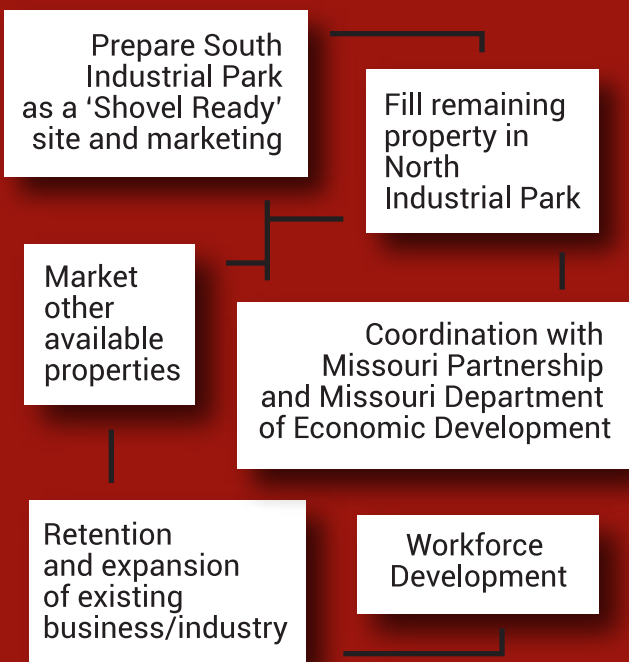 Prepare South
Industrial Park
as a ‘Shovel Ready’
site and marketing
Fill remaining
property in
North
Industrial Park
Market
other
available
properties
Coordination with
Missouri Partnership
and Missouri Department
of Economic Development
Retention
and expansion
of existing
business/industry
Workforce
Development